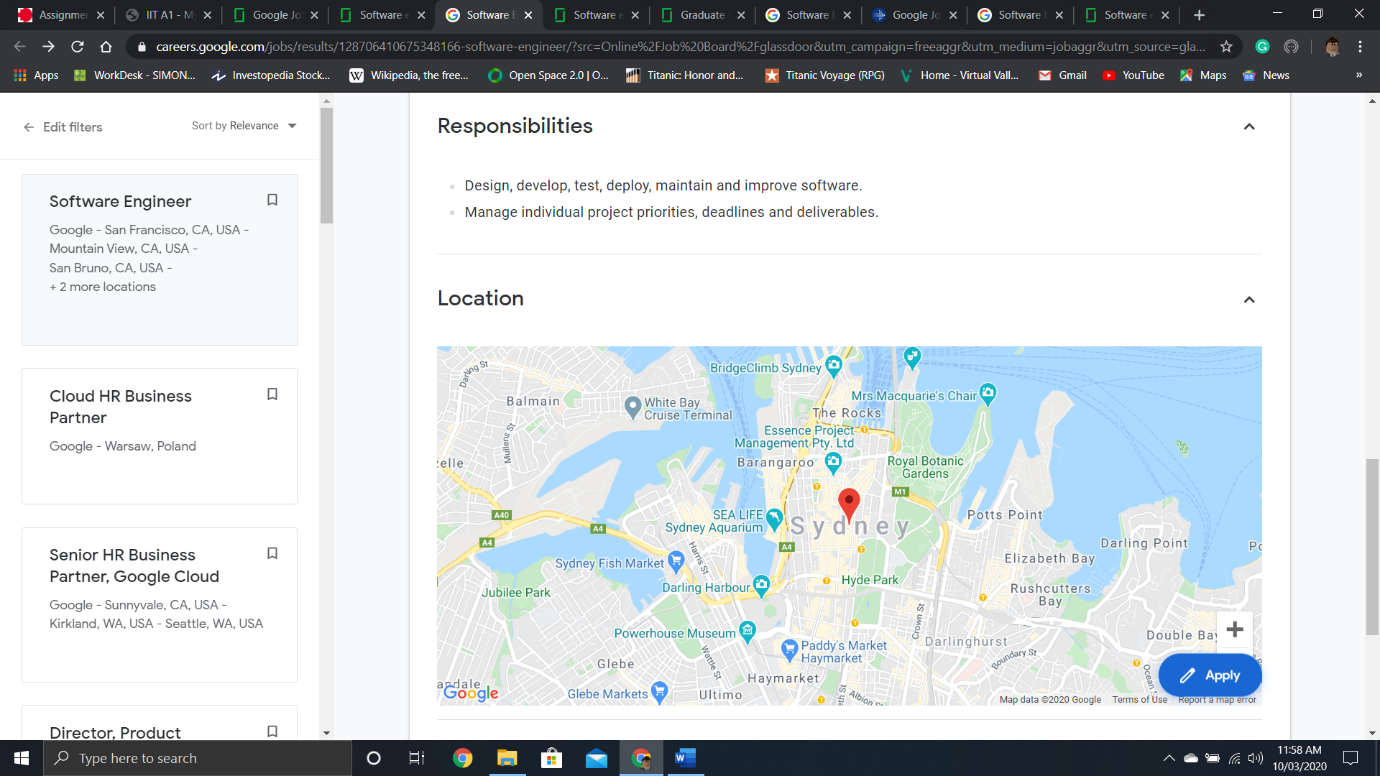 Assignmen
IIT A1 - My
Google Jo
Software e
Software E
Software e
Graduate
Software
Google Jo
Software E
Software e
careers.google.com/jobs/results/128706410675348166-software-engineer/?src=Online%2FJob%20Board%2Fglassdoor&utm_campaign=freeaggr&utm_medium=jobaggr&utm_source=gla...
Apps
WorkDesk - SIMON...
Investopedia Stock...
Wikipedia, the free...
Open Space 2.0 | O...
Titanic: Honor and...
Titanic Voyage (RPG)
Home - Virtual Vall...
Gmail
YouTube
Maps
News
»
Edit filters
Sort by Relevance
Software Engineer
Google - San Francisco, CA, USA -
Mountain View, CA, USA -
San Bruno, CA, USA -
+ 2 more locations
Cloud HR Business
Partner
Google - Warsaw, Poland
Senior HR Business
Partner, Google Cloud
Google - Sunnyvale, CA, USA -
Kirkland, WA, USA - Seattle, WA, USA
Director, Product
Responsibilities
Design, develop, test, deploy, maintain and improve software.
Manage individual project priorities, deadlines and deliverables.
Location
BridgeClimb Sydney
Darling St
Balmain
White Bay
Cruise Terminal
Mrs Macquarie's Chair
The Rocks
Essence Project
Management Pty. Ltd
Mullens St
elle
Barangaroo
Royal Botanic
Gardens
M1
A40
SEA LIFE
Sydney Aquarium
Sydney
Potts Point
A4
A4
A4
Darling Point
Harris St
Sydney Fish Market
Elizabeth Bay
Darling Harbour
Hyde Park
Jubilee Park
Rushcutters
Bay
Crown St
Powerhouse Museum
Darlinghurst
Double Bay
Paddy's Market
Haymarket
Wattle St
Boundary St
Glebe
Ocean
Haymarket
Glebe Markets
Ultimo
Albion
Google
Map data ©2020 Google
Terms of Use
Report a map error
Apply
Type here to search
11:58 AM
10/03/2020